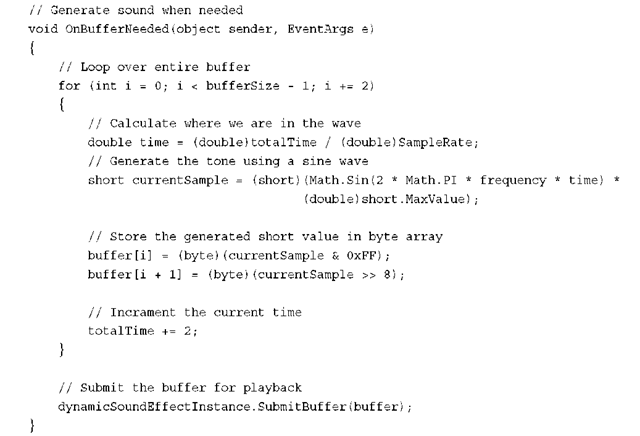 // Generate sound when needed
void OnBufferNeeded(object sender, EventArgs e)
{
// Loop over entire buffer
for (int i = 0; i < bufferSize - 1; i += 2)
{
// Calculate where we are in the wave
double time = (double)totalTime / (double)SampleRate;
// Generate the tone using a sine wave
short currentSample = (short)(Math.Sin(2 * Math.PI * frequency * time) *
(double)short.MaxValue);
// Store the generated short value in byte array
buffer[i] = (byte)(currentSample & 0xFF);
buffer[i + 1] = (byte)(currentSample >> 8);
// Incrament the current time
totalTime += 2;
}
// Submit the buffer for playback
dynamicSoundEffectInstance.SubmitBuffer(buffer);
}